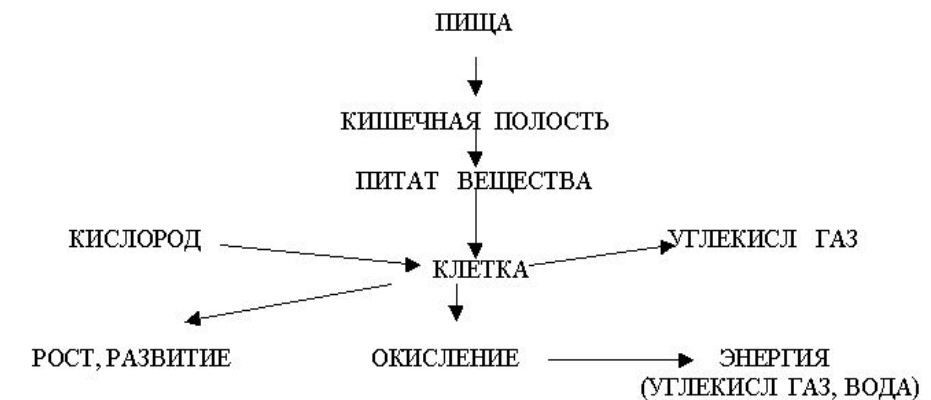 ПИЩА
КИШЕЧНАЯ ПОЛОСТЬ
ПИТАТ ВЕЩЕСТВА
КИСЛОРОД
УГЛЕКИСЛ ГАЗ
КЛЕТКА
РОСТ, РАЗВИТИЕ
ОКИСЛЕНИЕ
ЭНЕРГИЯ
(УГЛЕКИСЛ ГАЗ, ВОДА)